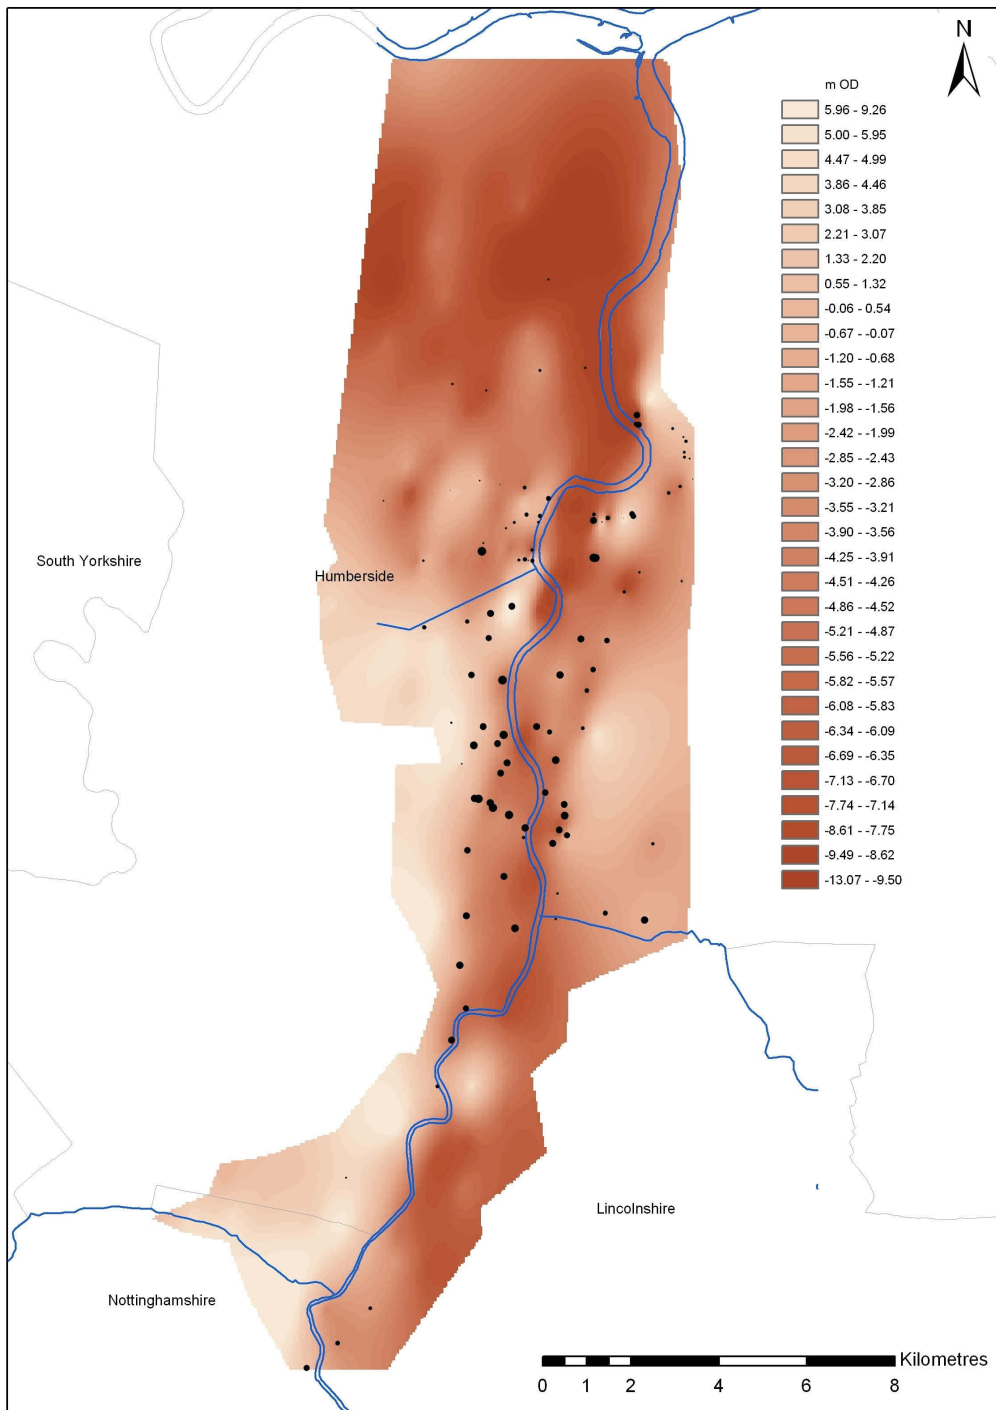 N
m OD
5.96 - 9.26
5.00 - 5.95
4.47 - 4.99
3.86 - 4.46
3.08 - 3.85
2.21 - 3.07
1.33 - 2.20
0.55 - 1.32
-0.06 - 0.54
-0.67 - -0.07
-1.20 - -0.68
-1.55 - -1.21
-1.98 - -1.56
-2.42 - -1.99
-2.85 - -2.43
-3.20 - -2.86
-3.55 - -3.21
-3.90 - -3.56
-4.25 - -3.91
-4.51 - -4.26
-4.86 - -4.52
-5.21 - -4.87
-5.56 - -5.22
-5.82 - -5.57
-6.08 - -5.83
-6.34 - -6.09
-6.69 - -6.35
-7.13 - -6.70
-7.74 - -7.14
-8.61 - -7.75
-9.49 - -8.62
-13.07 - -9.50
South Yorkshire
Humberside
Lincolnshire
Nottinghamshire
Kilometres
0 1 2 4 6 8